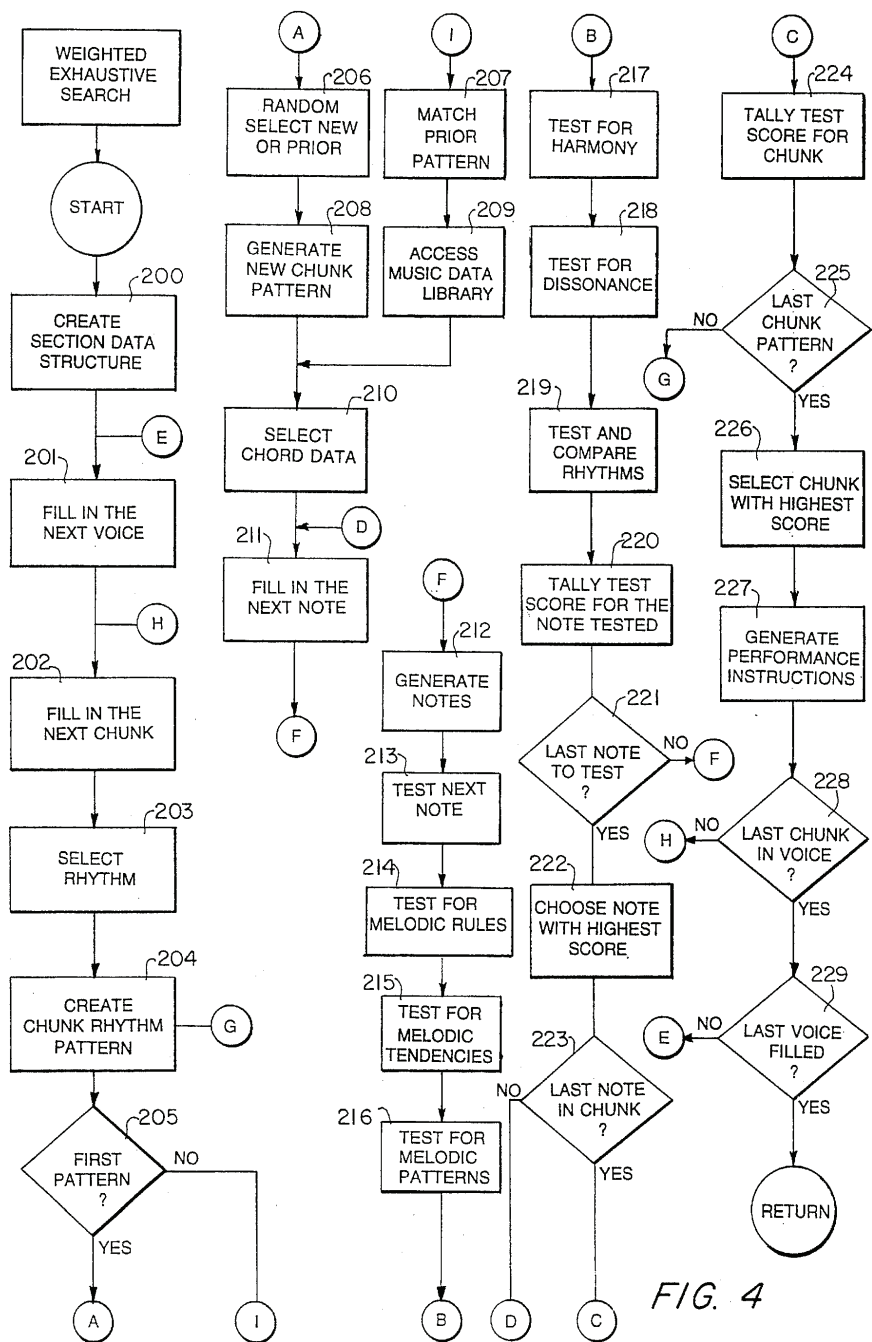 WEIGHTED
EXHAUSTIVE
SEARCH
START
200
CREATE
SECTION DATA
STRUCTURE
E
201
FILL IN THE
NEXT VOICE
H
202
FILL IN THE
NEXT CHUNK
203
SELECT
RHYTHM
204
CREATE
CHUNK RHYTHM
PATTERN
G
205
FIRST
PATTERN
?
NO
YES
A
I
A
206
RANDOM
SELECT NEW
OR PRIOR
208
GENERATE
NEW CHUNK
PATTERN
I
207
MATCH
PRIOR
PATTERN
209
ACCESS
MUSIC DATA
LIBRARY
210
SELECT
CHORD DATA
D
211
FILL IN THE
NEXT NOTE
F
F
212
GENERATE
NOTES
213
TEST NEXT
NOTE
214
TEST FOR
MELODIC RULES
215
TEST FOR
MELODIC
TENDENCIES
216
TEST FOR
MELODIC
PATTERNS
B
B
217
TEST FOR
HARMONY
218
TEST FOR
DISSONANCE
219
TEST AND
COMPARE
RHYTHMS
220
TALLY TEST
SCORE FOR THE
NOTE TESTED
221
LAST NOTE
TO TEST
?
NO
F
YES
222
CHOOSE NOTE
WITH HIGHEST
SCORE
223
LAST NOTE
IN CHUNK
?
NO
YES
D
C
C
224
TALLY TEST
SCORE FOR
CHUNK
225
LAST
CHUNK
PATTERN
?
NO
G
YES
226
SELECT CHUNK
WITH HIGHEST
SCORE
227
GENERATE
PERFORMANCE
INSTRUCTIONS
228
LAST CHUNK
IN VOICE
?
NO
H
YES
229
LAST VOICE
FILLED
?
NO
E
YES
RETURN
FIG. 4